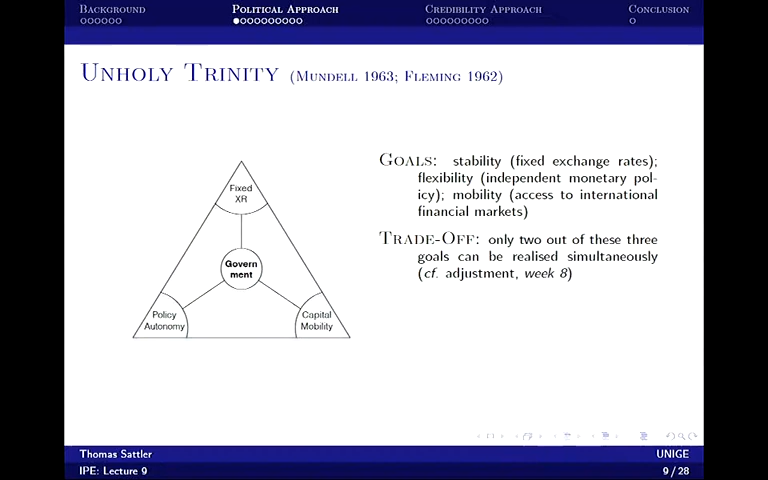 Background Political Approach Credibility Approach Conclusion
Unholy Trinity (Mundell 1963; Fleming 1962)
Fixed
XR
Govern
ment
Policy
Autonomy
Capital
Mobility
Goals: stability (fixed exchange rates);
flexibility (independent monetary pol-
icy); mobility (access to international
financial markets)
Trade-Off: only two out of these three
goals can be realised simultaneously
(cf. adjustment, week 8)
Thomas Sattler UNIGE
IPE: Lecture 9 9 / 28